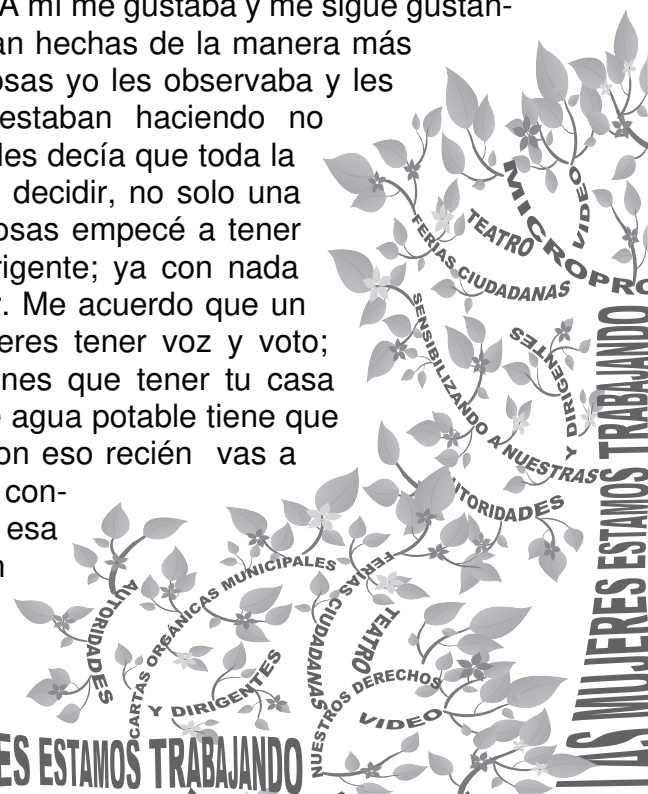 A mí me gustaba y me sigue gustán-
an hechas de la manera más
osas yo les observaba y les
estaban haciendo no
les decía que toda la
decidir, no solo una
osas empecé a tener
rigente; ya con nada
r. Me acuerdo que un
eres tener voz y voto;
nes que tener tu casa
e agua potable tiene que
on eso recién vas a
con-
esa
n
MICROPRO
VIDEO
TEATRO
FERIAS CIUDADANAS
SENSIBILIZANDO A NUESTRAS
Y DIRIGENTES
UTORIDADES
AS MUJERES ESTAMOS TRABAJANDO
AUTORIDADES
CARTAS ORGÁNICAS MUNICIPALES
Y DIRIGENTES
FERIAS CIUDADANAS
TEATRO
NUESTROS DERECHOS
VIDEO
ES ESTAMOS TRABAJANDO